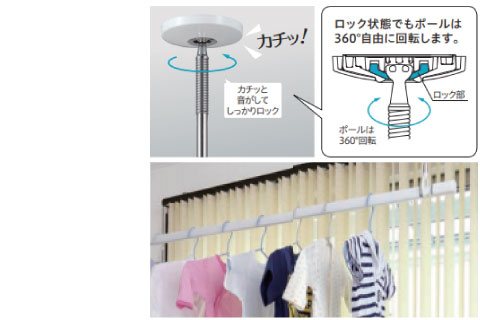 カチッ!
カチッと
音がして
しっかりロック
ロック状態でもポールは
360°自由に回転します。
ロック部
ポールは
360°回転